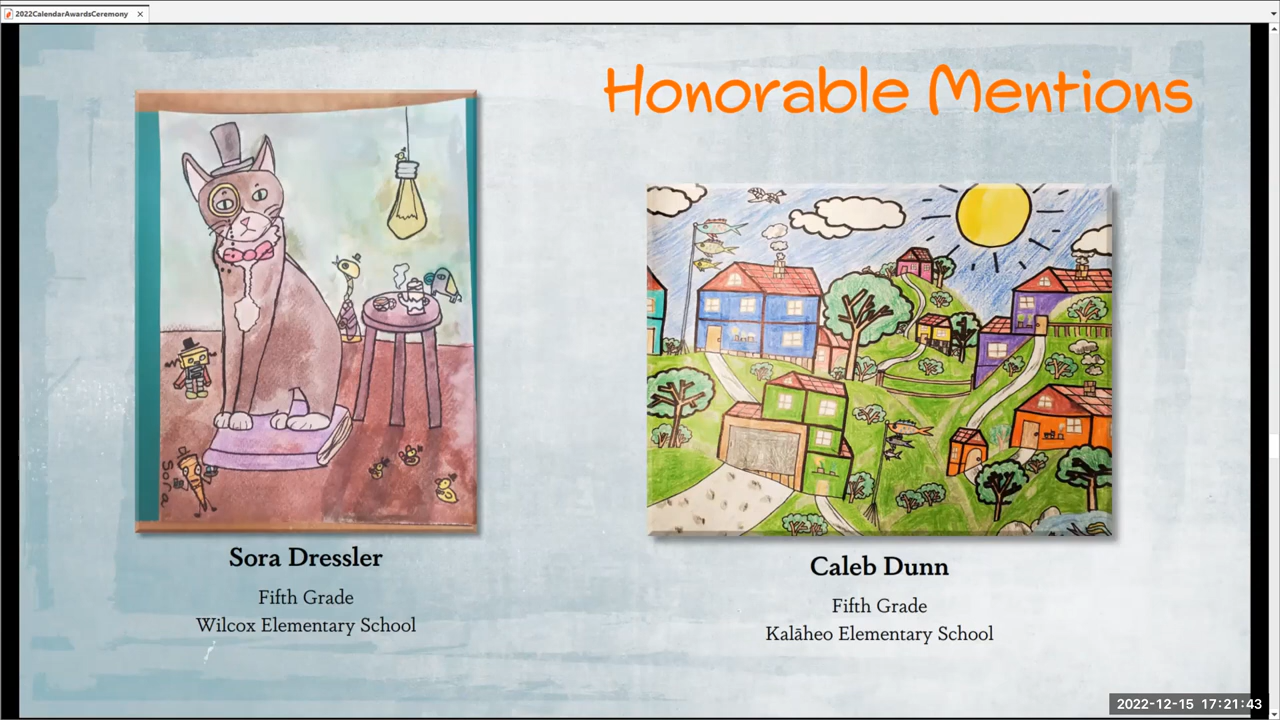 2022CalendarAwardsCeremony
Honorable Mentions
Sora
Sora Dressler
Fifth Grade
Wilcox Elementary School
Caleb Dunn
Fifth Grade
Kalāheo Elementary School
2022-12-15 17:21:43